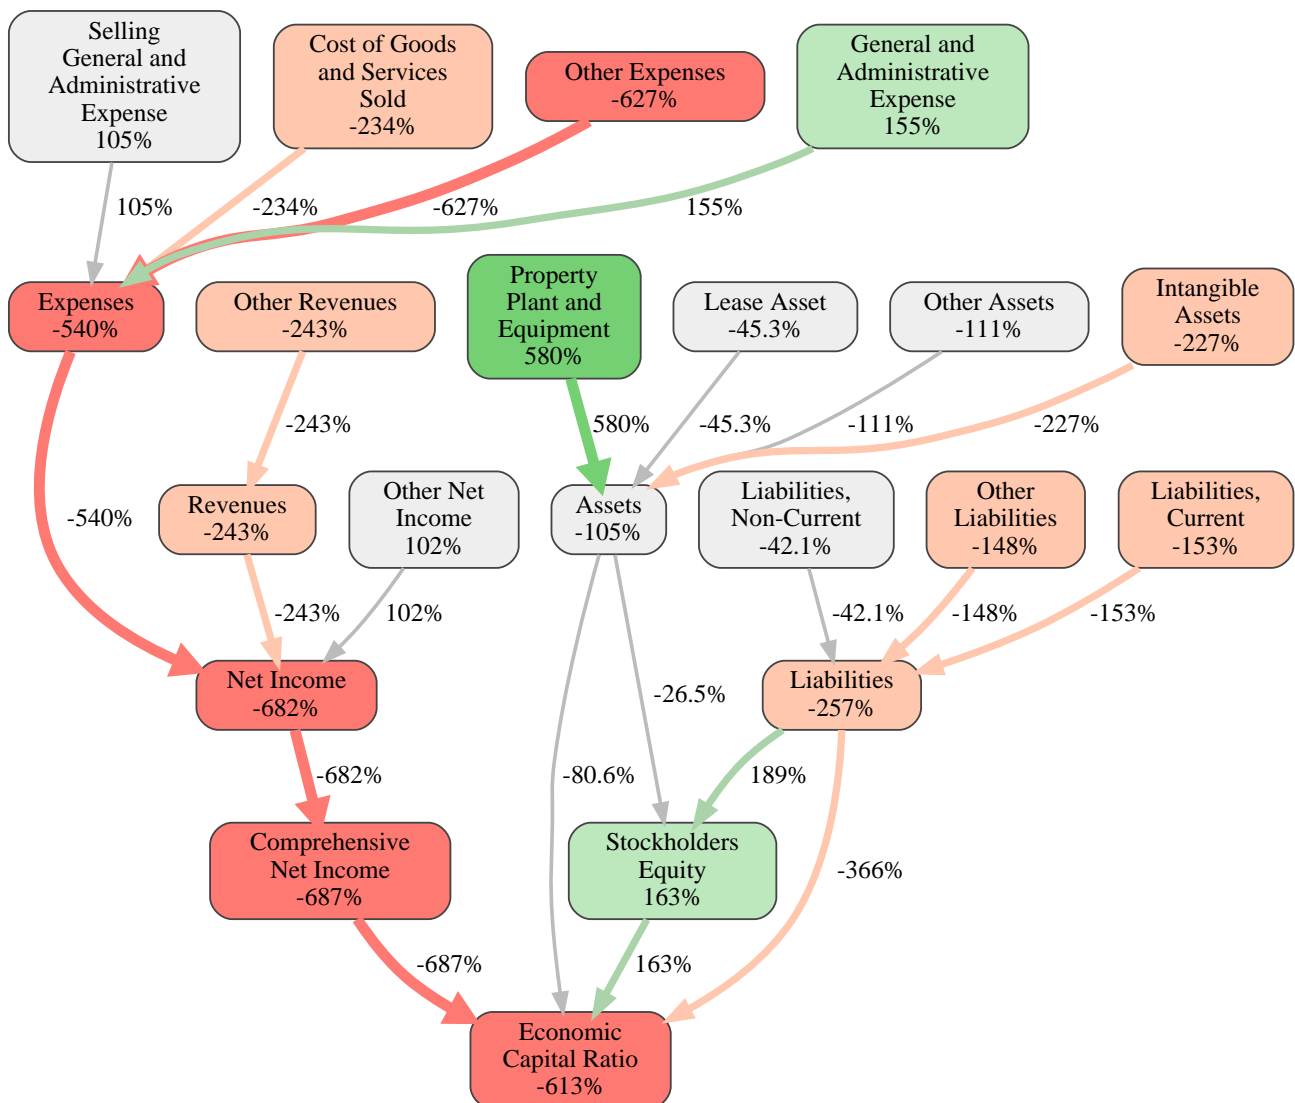 Selling
General and
Administrative
Expense
105%
Cost of Goods
and Services
Sold
-234%
Other Expenses
-627%
General and
Administrative
Expense
155%
105%
-234%
-627%
155%
Expenses
-540%
Other Revenues
-243%
Property
Plant and
Equipment
580%
Lease Asset
-45.3%
Other Assets
-111%
Intangible
Assets
-227%
-243%
580%
-45.3%
-111%
-227%
-540%
Revenues
-243%
Other Net
Income
102%
Assets
-105%
Liabilities,
Non-Current
-42.1%
Other
Liabilities
-148%
Liabilities,
Current
-153%
-243%
102%
-42.1%
-148%
-153%
Net Income
-682%
-26.5%
Liabilities
-257%
-682%
-80.6%
189%
Comprehensive
Net Income
-687%
Stockholders
Equity
163%
-366%
-687%
163%
Economic
Capital Ratio
-613%